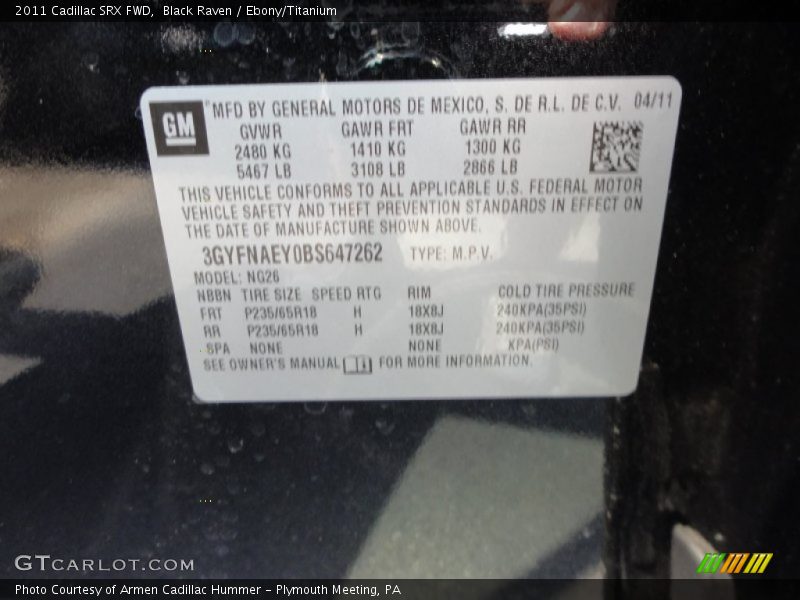 2011 Cadillac SRX FWD, Black Raven / Ebony/Titanium
GM
MFD BY GENERAL MOTORS DE MEXICO, S. DE R.L. DE C.V. 04/11
GVWR GAWR FRT GAWR RR
2480 KG 1410 KG 1300 KG
5467 LB 3108 LB 2866 LB
THIS VEHICLE CONFORMS TO ALL APPLICABLE U.S. FEDERAL MOTOR
VEHICLE SAFETY AND THEFT PREVENTION STANDARDS IN EFFECT ON
THE DATE OF MANUFACTURE SHOWN ABOVE.
3GYFNAEY0BS647262 TYPE: M.P.V.
MODEL: NG26
NBBN TIRE SIZE SPEED RTG RIM COLD TIRE PRESSURE
FRT P235/65R18 H 18X8J 240KPA(35PSI)
RR P235/65R18 H 18X8J 240KPA(35PSI)
SPA NONE NONE KPA(PSI)
SEE OWNER'S MANUAL FOR MORE INFORMATION.
GTCARLOT.COM
Photo Courtesy of Armen Cadillac Hummer - Plymouth Meeting, PA